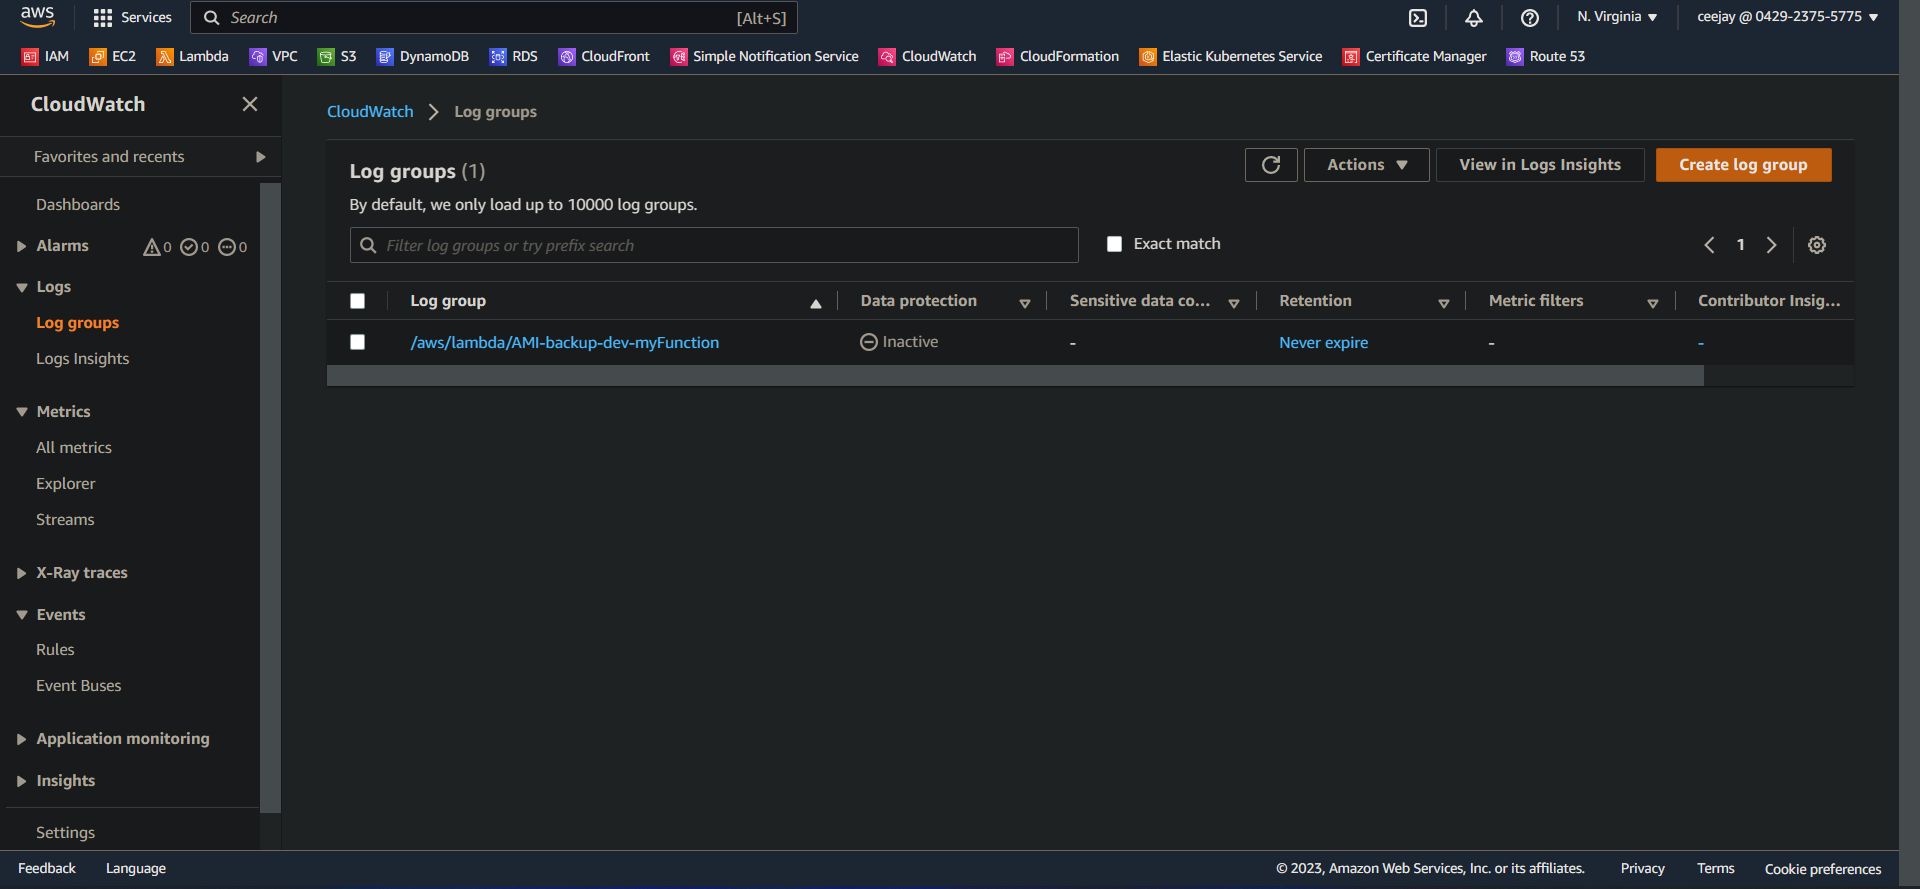 aws
Services
Search
[Alt+S]
N. Virginia
ceejay @ 0429-2375-5775
IAM
EC2
Lambda
VPC
S3
DynamoDB
RDS
CloudFront
Simple Notification Service
CloudWatch
CloudFormation
Elastic Kubernetes Service
Certificate Manager
Route 53
CloudWatch
Favorites and recents
Dashboards
Alarms
0
0
0
Logs
Log groups
Logs Insights
Metrics
All metrics
Explorer
Streams
X-Ray traces
Events
Rules
Event Buses
Application monitoring
Insights
Settings
CloudWatch
Log groups
Log groups (1)
Actions
View in Logs Insights
Create log group
By default, we only load up to 10000 log groups.
Filter log groups or try prefix search
Exact match
1
Log group
Data protection
Sensitive data co...
Retention
Metric filters
Contributor Insig...
/aws/lambda/AMI-backup-dev-myFunction
Inactive
-
Never expire
-
-
Feedback
Language
© 2023, Amazon Web Services, Inc. or its affiliates.
Privacy
Terms
Cookie preferences